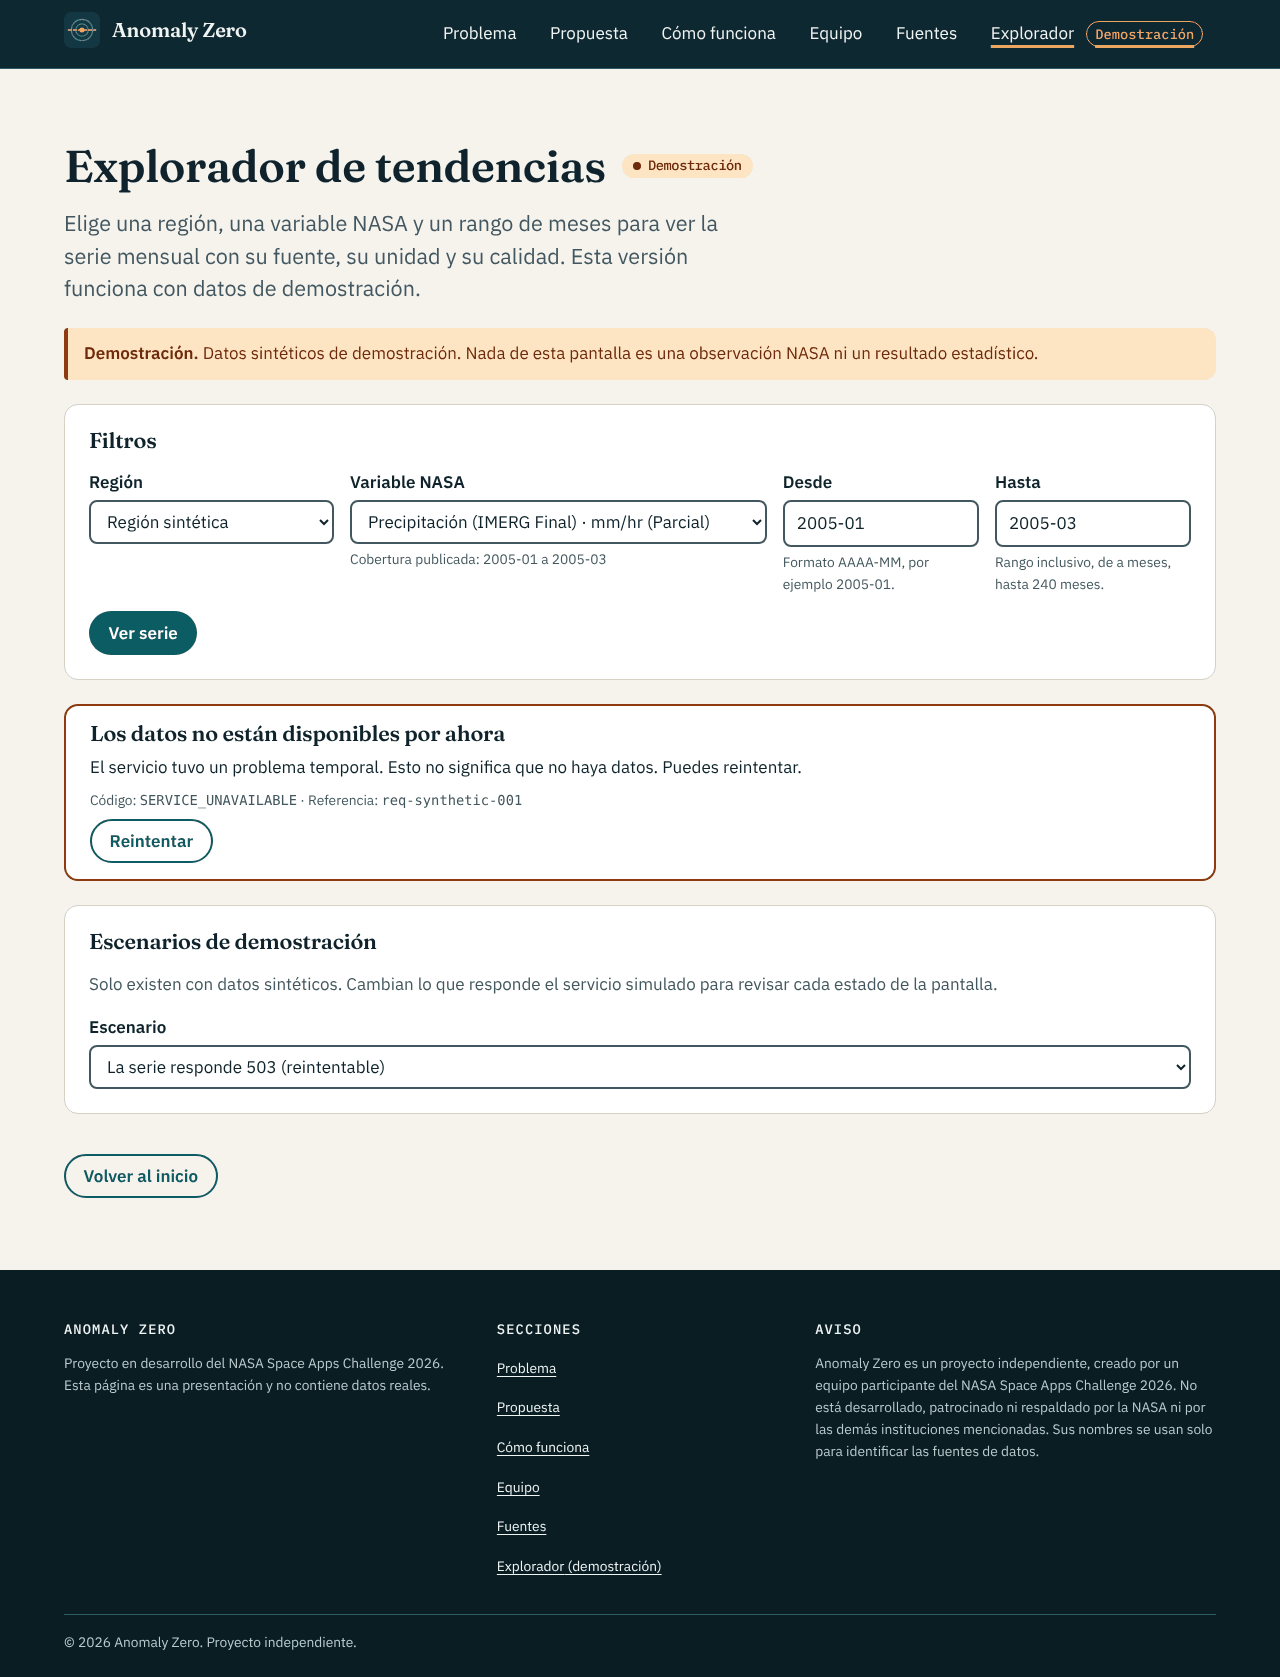 Anomaly Zero
Problema
Propuesta
Cómo funciona
Equipo
Fuentes
Explorador
Demostración
Explorador de tendencias
Demostración
Elige una región, una variable NASA y un rango de meses para ver la
serie mensual con su fuente, su unidad y su calidad. Esta versión
funciona con datos de demostración.
Demostración. Datos sintéticos de demostración. Nada de esta pantalla es una observación NASA ni un resultado estadístico.
Filtros
Región
Región sintética
Variable NASA
Precipitación (IMERG Final) · mm/hr (Parcial)
Cobertura publicada: 2005-01 a 2005-03
Desde
2005-01
Formato AAAA-MM, por
ejemplo 2005-01.
Hasta
2005-03
Rango inclusivo, de a meses,
hasta 240 meses.
Ver serie
Los datos no están disponibles por ahora
El servicio tuvo un problema temporal. Esto no significa que no haya datos. Puedes reintentar.
Código: SERVICE_UNAVAILABLE · Referencia: req-synthetic-001
Reintentar
Escenarios de demostración
Solo existen con datos sintéticos. Cambian lo que responde el servicio simulado para revisar cada estado de la pantalla.
Escenario
La serie responde 503 (reintentable)
Volver al inicio
ANOMALY ZERO
Proyecto en desarrollo del NASA Space Apps Challenge 2026.
Esta página es una presentación y no contiene datos reales.
SECCIONES
Problema
Propuesta
Cómo funciona
Equipo
Fuentes
Explorador (demostración)
AVISO
Anomaly Zero es un proyecto independiente, creado por un
equipo participante del NASA Space Apps Challenge 2026. No
está desarrollado, patrocinado ni respaldado por la NASA ni por
las demás instituciones mencionadas. Sus nombres se usan solo
para identificar las fuentes de datos.
© 2026 Anomaly Zero. Proyecto independiente.